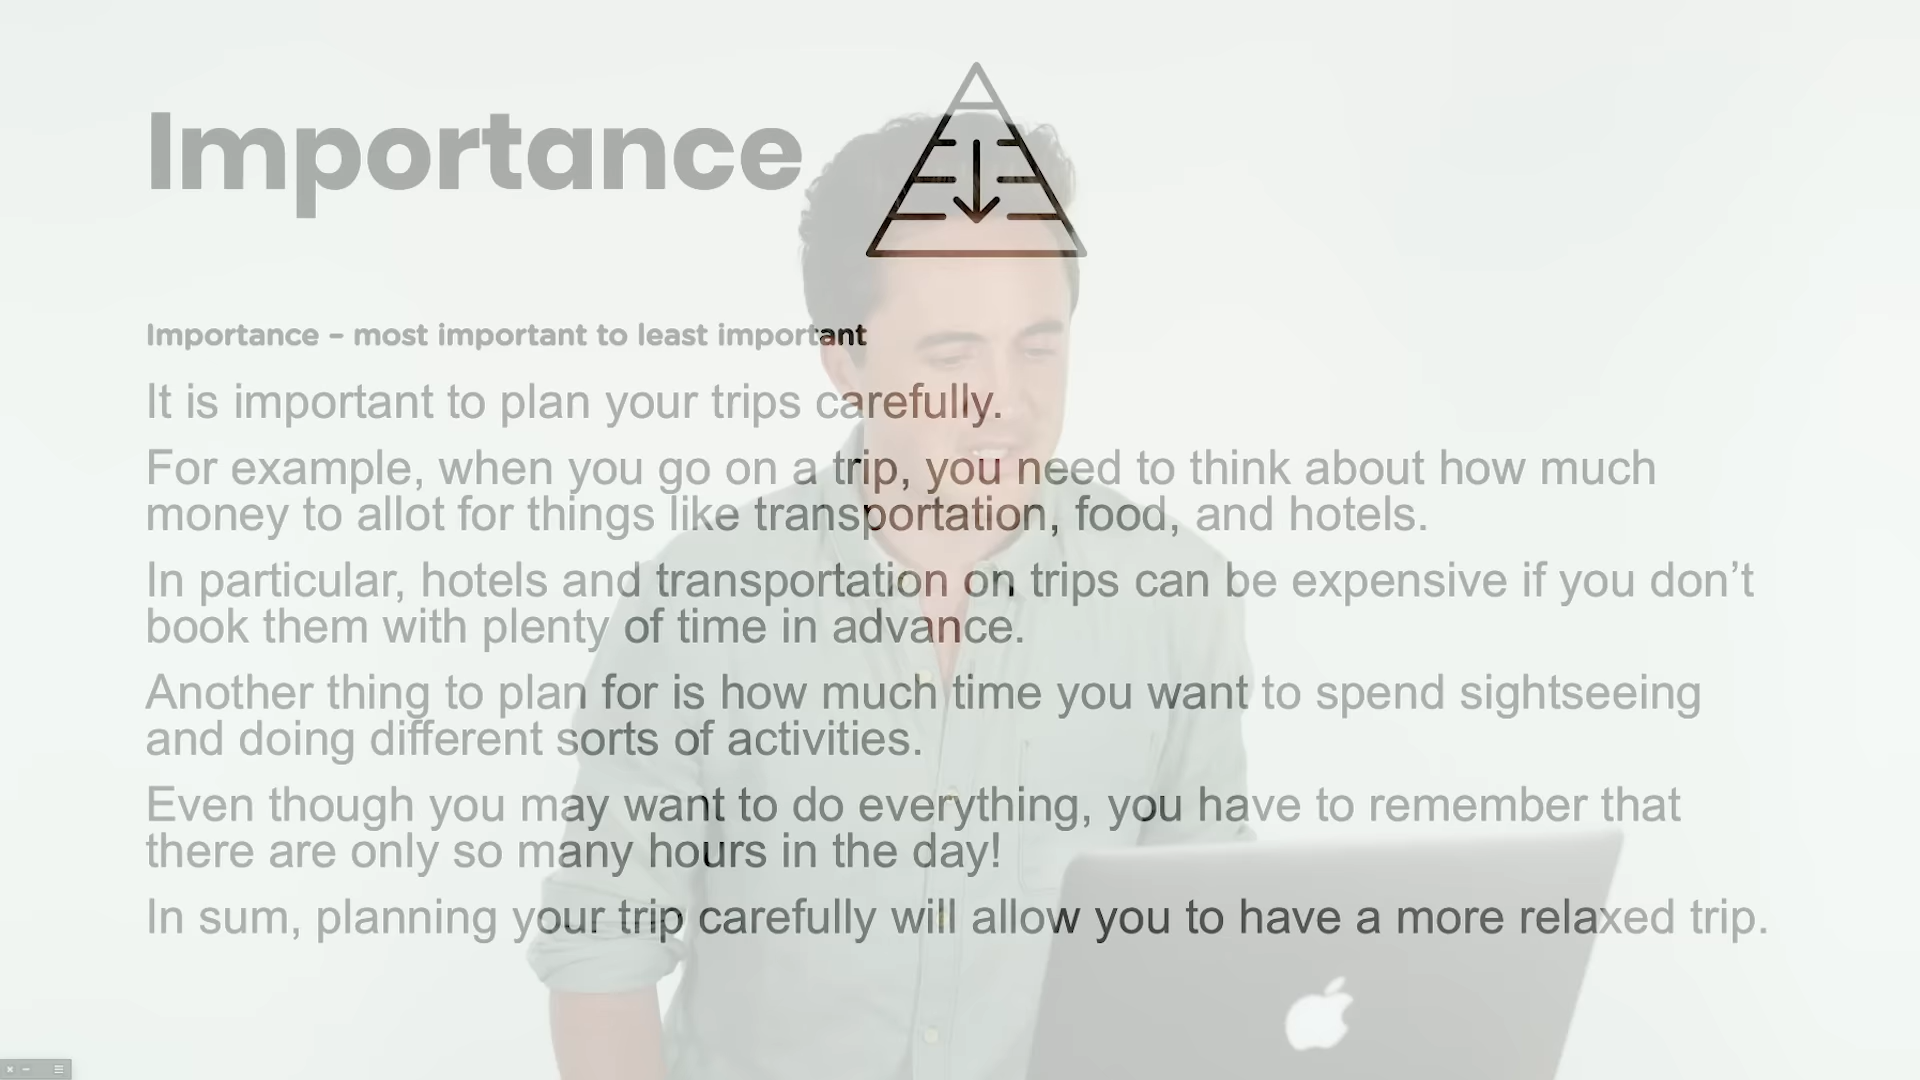 Importance
Importance – most important to least important
It is important to plan your trips carefully.
For example, when you go on a trip, you need to think about how much
money to allot for things like transportation, food, and hotels.
In particular, hotels and transportation on trips can be expensive if you don’t
book them with plenty of time in advance.
Another thing to plan for is how much time you want to spend sightseeing
and doing different sorts of activities.
Even though you may want to do everything, you have to remember that
there are only so many hours in the day!
In sum, planning your trip carefully will allow you to have a more relaxed trip.